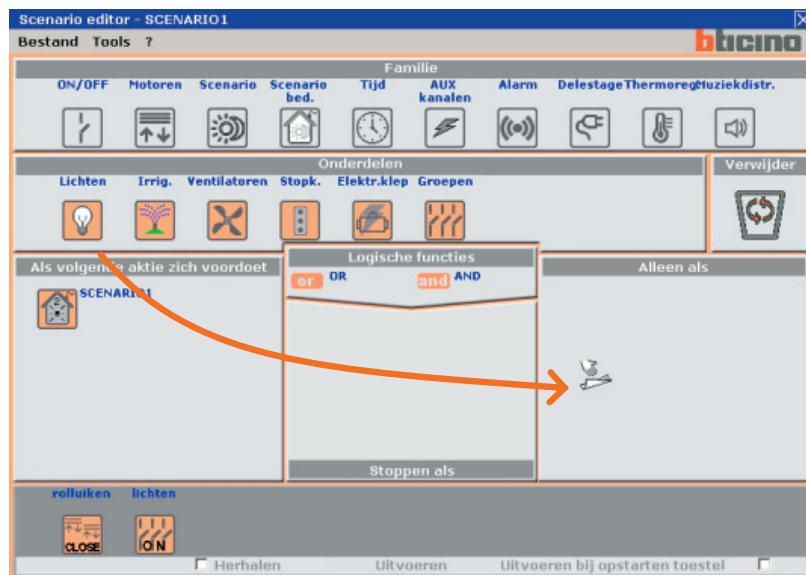 Scenario editor - SCENARIO1
Bestand Tools ?
bticino
Familie
ON/OFF Motoren Scenario Scenario bed. Tijd AUX kanalen Alarm Delestage Thermoreg Muziekdistr.
Onderdelen
Verwijder
Lichten Irrig. Ventilatoren Stopk. Elektr.klep Groepen
Als volgende aktie zich voordoet
Logische functies
Alleen als
or OR and AND
SCENARIO1
Stoppen als
rolluiken lichten
CLOSE ON
Herhalen Uitvoeren Uitvoeren bij opstarten toestel